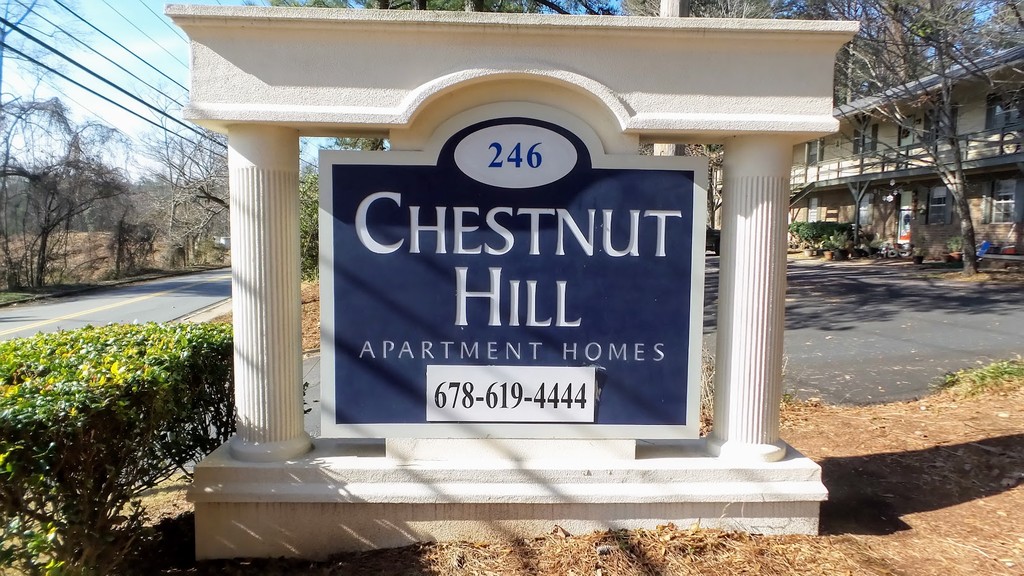 246
CHESTNUT
HILL
APARTMENT HOMES
678-619-4444